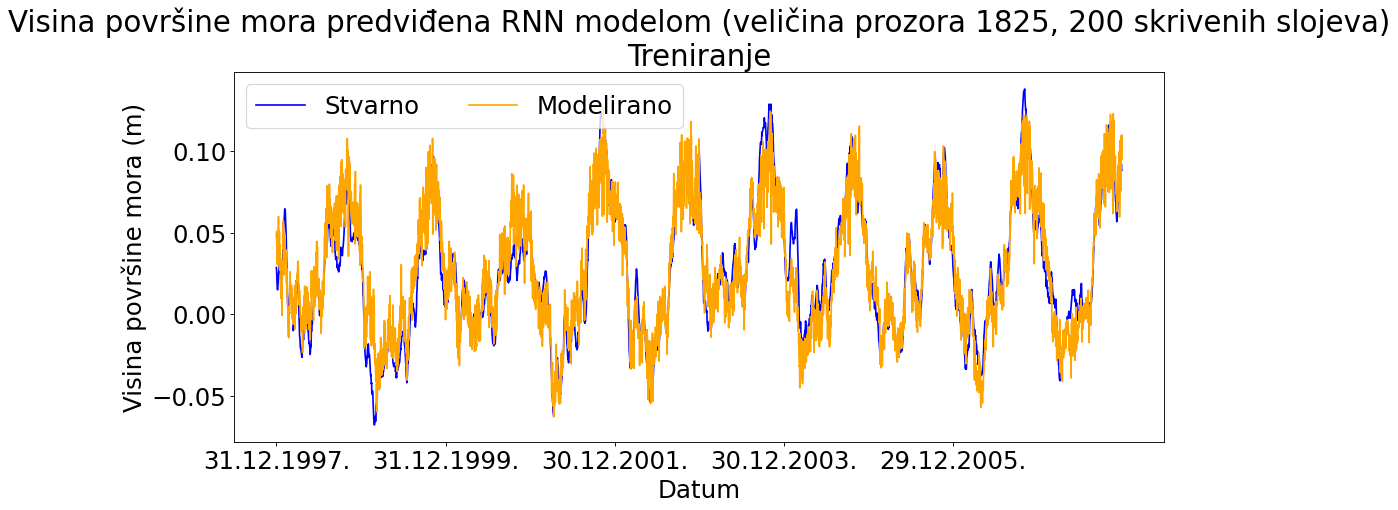 Visina površine mora predviđena RNN modelom (veličina prozora 1825, 200 skrivenih slojeva)
Treniranje
Stvarno Modelirano
Visina površine mora (m)
0.10
0.05
0.00
−0.05
31.12.1997. 31.12.1999. 30.12.2001. 30.12.2003. 29.12.2005.
Datum